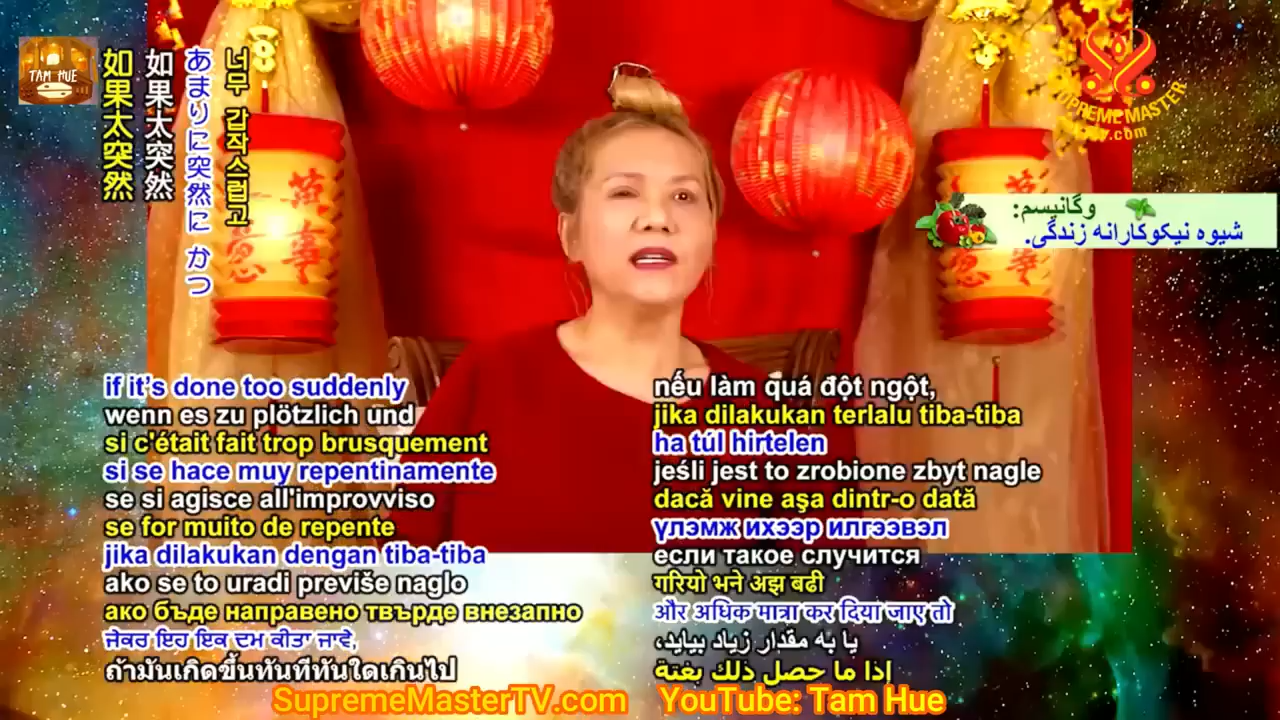 TAM HUE
如果太突然
如果太突然
あまりに突然に かつ
너무 갑작스럽고
SUPREME MASTER
TV.com
萬事
萬事
وگانیسم:
شیوه نیکوکارانه زندگی.
if it's done too suddenly
wenn es zu plötzlich und
si c'était fait trop brusquement
si se hace muy repentinamente
se si agisce all'improvviso
se for muito de repente
jika dilakukan dengan tiba-tiba
ako se to uradi previše naglo
ако бъде направено твърде внезапно
ਜੇਕਰ ਇਹ ਇਕ ਦਮ ਕੀਤਾ ਜਾਵੇ,
ถ้ามันเกิดขึ้นทันทีทันใดเกินไป
nếu làm quá đột ngột,
jika dilakukan terlalu tiba-tiba
ha túl hirtelen
jeśli jest to zrobione zbyt nagle
dacă vine aşa dintr-o dată
үлэмж ихээр илгээвэл
если такое случится
गरियो भने अझ बढी
और अधिक मात्रा कर दिया जाए तो
یا به مقدار زیاد بیاید،
إذا ما حصل ذلك بغتة
SupremeMasterTV.com YouTube: Tam Hue